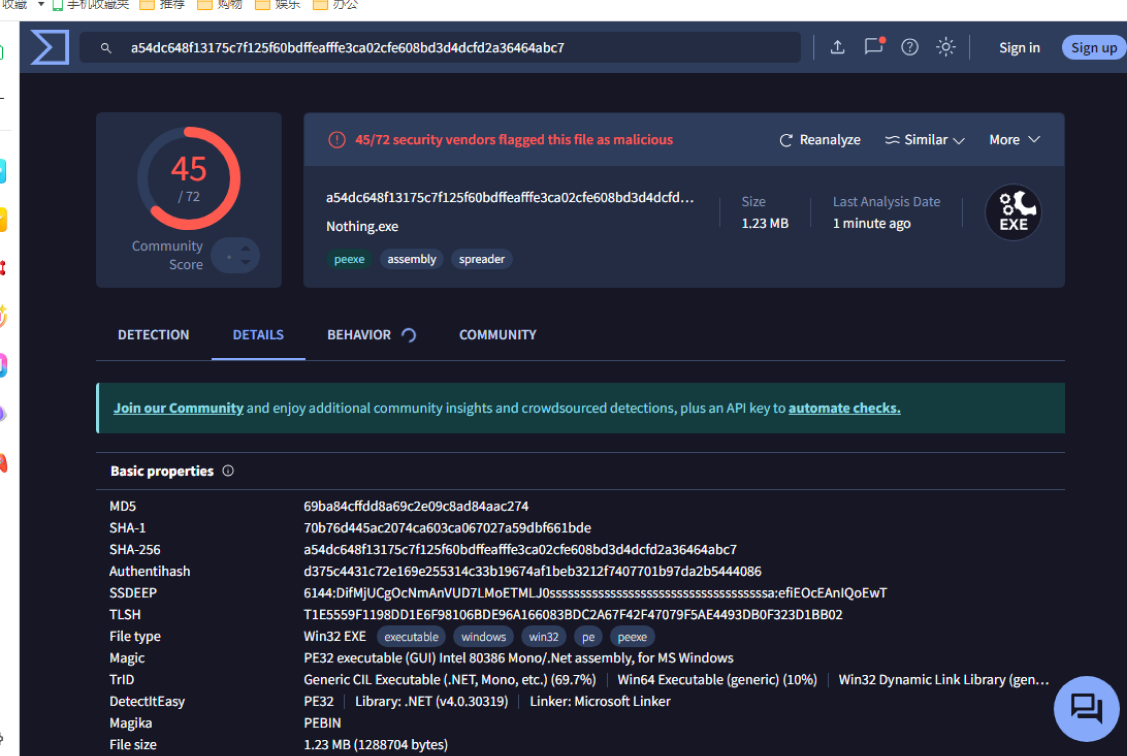 收藏 手机收藏夹 推荐 购物 娱乐 办公
a54dc648f13175c7f125f60bdffeafffe3ca02cfe608bd3d4dcfd2a36464abc7
Sign in
Sign up
45
/ 72
Community
Score
45/72 security vendors flagged this file as malicious
Reanalyze
Similar
More
a54dc648f13175c7f125f60bdffeafffe3ca02cfe608bd3d4dcfd...
Nothing.exe
peexe assembly spreader
Size
1.23 MB
Last Analysis Date
1 minute ago
EXE
DETECTION DETAILS BEHAVIOR COMMUNITY
Join our Community and enjoy additional community insights and crowdsourced detections, plus an API key to automate checks.
Basic properties
MD5 69ba84cffdd8a69c2e09c8ad84aac274
SHA-1 70b76d445ac2074ca603ca067027a59dbf661bde
SHA-256 a54dc648f13175c7f125f60bdffeafffe3ca02cfe608bd3d4dcfd2a36464abc7
Authentihash d375c4431c72e169e255314c33b19674af1beb3212f7407701b97da2b5444086
SSDEEP 6144:DifMjUCgOcNmAnVUD7LMoETMLJ0sssssssssssssssssssssssssssssssssssa:efiEOcEAnIQoEwT
TLSH T1E5559F1198DD1E6F98106BDE96A166083BDC2A67F42F47079F5AE4493DB0F323D1BB02
File type Win32 EXE executable windows win32 pe peexe
Magic PE32 executable (GUI) Intel 80386 Mono/.Net assembly, for MS Windows
TrID Generic CIL Executable (.NET, Mono, etc.) (69.7%) Win64 Executable (generic) (10%) Win32 Dynamic Link Library (gen...
DetectItEasy PE32 Library: .NET (v4.0.30319) Linker: Microsoft Linker
Magika PEBIN
File size 1.23 MB (1288704 bytes)